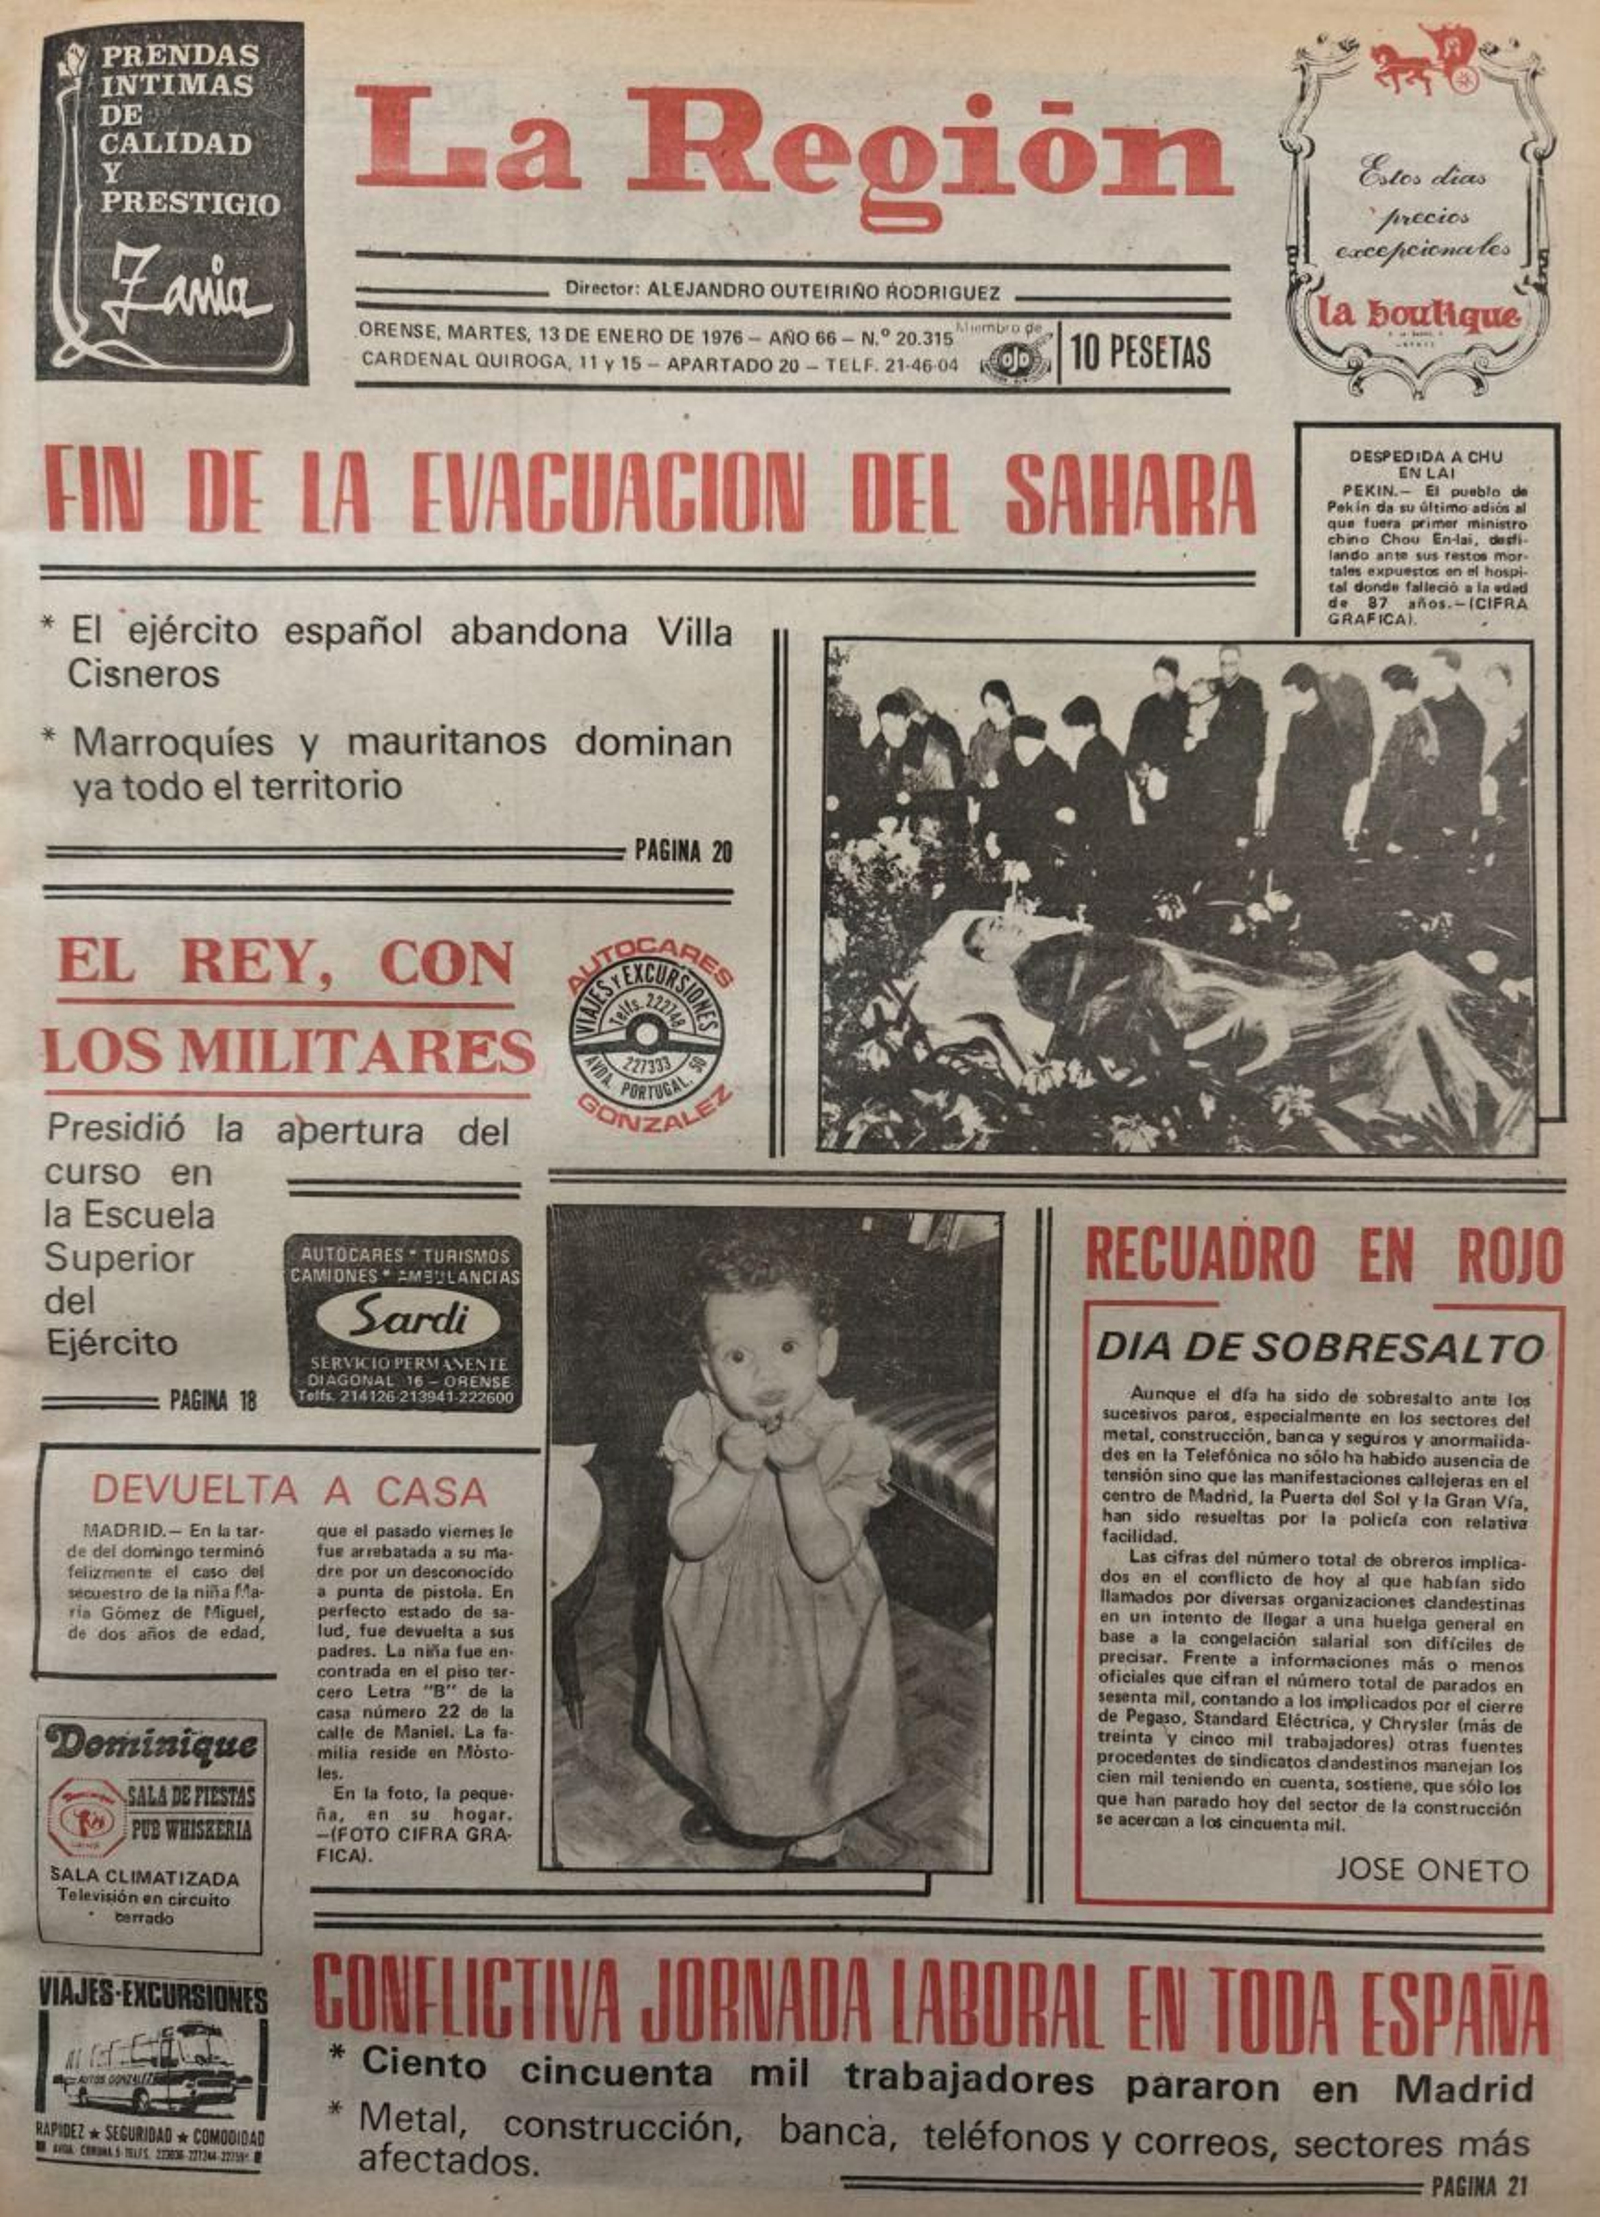 PRENDAS
INTIMAS
DE
CALIDAD
Y
PRESTIGIO
Zania
La Región
Estos días
precios
excepcionales
la boutique
Director: ALEJANDRO OUTEIRIÑO RODRIGUEZ
ORENSE, MARTES, 13 DE ENERO DE 1976 — AÑO 66 — N.º 20.315
CARDENAL QUIROGA, 11 y 15 — APARTADO 20 — TELF. 21-46-04
Miembro de
OJD
10 PESETAS
FIN DE LA EVACUACION DEL SAHARA
* El ejército español abandona Villa
Cisneros
* Marroquíes y mauritanos dominan
ya todo el territorio
PAGINA 20
DESPEDIDA A CHU
EN LAI
PEKIN.— El pueblo de
Pekín da su último adiós al
que fuera primer ministro
chino Chou En-lai, desfi-
lando ante sus restos mor-
tales expuestos en el hospi-
tal donde falleció a la edad
de 87 años.—(CIFRA
GRAFICA).
EL REY, CON
LOS MILITARES
Presidió la apertura del
curso en
la Escuela
Superior
del
Ejército
PAGINA 18
AUTOCARES
VIAJES Y EXCURSIONES
Telfs. 222748
227333
AVDA. PORTUGAL, 50
GONZALEZ
AUTOCARES * TURISMOS
CAMIONES * AMBULANCIAS
Sardi
SERVICIO PERMANENTE
DIAGONAL 16 — ORENSE
Telfs. 214126-213941-222600
DEVUELTA A CASA
MADRID.— En la tar-
de del domingo terminó
felizmente el caso del
secuestro de la niña Ma-
ría Gómez de Miguel,
de dos años de edad,
que el pasado viernes le
fue arrebatada a su ma-
dre por un desconocido
a punta de pistola. En
perfecto estado de sa-
lud, fue devuelta a sus
padres. La niña fue en-
contrada en el piso ter-
cero Letra "B" de la
casa número 22 de la
calle de Maniel. La fa-
milia reside en Mósto-
les.
En la foto, la peque-
ña, en su hogar.
—(FOTO CIFRA GRA-
FICA).
RECUADRO EN ROJO
DIA DE SOBRESALTO
Aunque el día ha sido de sobresalto ante los
sucesivos paros, especialmente en los sectores del
metal, construcción, banca y seguros y anormalida-
des en la Telefónica no sólo ha habido ausencia de
tensión sino que las manifestaciones callejeras en el
centro de Madrid, la Puerta del Sol y la Gran Vía,
han sido resueltas por la policía con relativa
facilidad.
Las cifras del número total de obreros implica-
dos en el conflicto de hoy al que habían sido
llamados por diversas organizaciones clandestinas
en un intento de llegar a una huelga general en
base a la congelación salarial son difíciles de
precisar. Frente a informaciones más o menos
oficiales que cifran el número total de parados en
sesenta mil, contando a los implicados por el cierre
de Pegaso, Standard Eléctrica, y Chrysler (más de
treinta y cinco mil trabajadores) otras fuentes
procedentes de sindicatos clandestinos manejan los
cien mil teniendo en cuenta, sostiene, que sólo los
que han parado hoy del sector de la construcción
se acercan a los cincuenta mil.
JOSE ONETO
Dominique
SALA DE FIESTAS
PUB WHISKERIA
SALA CLIMATIZADA
Televisión en circuito
cerrado
VIAJES-EXCURSIONES
AUTOS GONZALEZ
RAPIDEZ ★ SEGURIDAD ★ COMODIDAD
CONFLICTIVA JORNADA LABORAL EN TODA ESPAÑA
* Ciento cincuenta mil trabajadores pararon en Madrid
* Metal, construcción, banca, teléfonos y correos, sectores más
afectados.
PAGINA 21